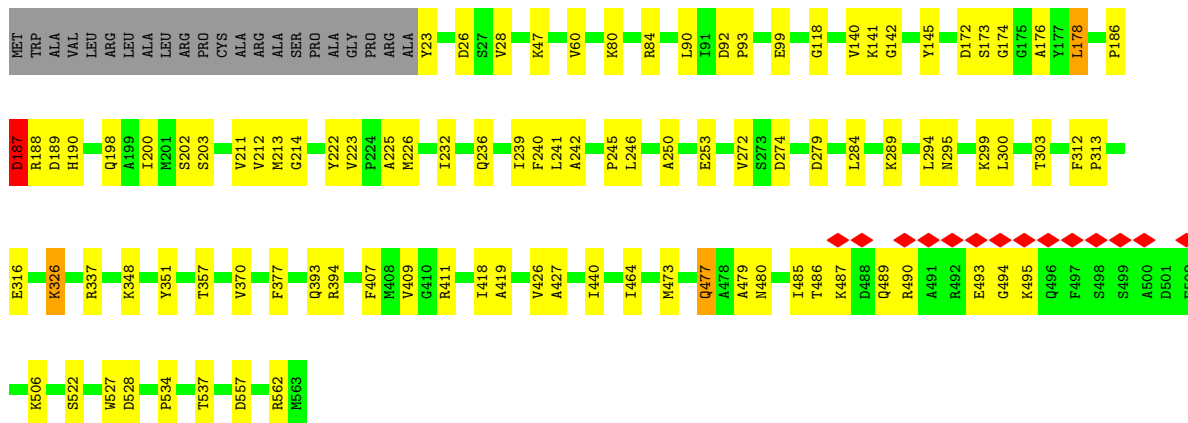 MET TRP ALA VAL LEU ARG LEU ALA LEU ARG PRO CYS ALA ARG ALA SER PRO ALA GLY PRO ARG ALA Y23 D26 S27 V28 K47 V60 K80 R84 L90 I91 D92 P93 E99 G118 V140 K141 G142 Y145 D172 S173 G174 G175 A176 Y177 L178 P186
D187 R188 D189 H190 Q198 A199 I200 M201 S202 S203 V211 V212 M213 G214 Y222 V223 P224 A225 M226 I232 Q236 I239 F240 L241 A242 P245 L246 A250 E253 V272 S273 D274 D279 L284 K289 L294 N295 K299 L300 T303 F312 P313
E316 K326 R337 K348 Y351 T357 V370 F377 Q393 R394 F407 M408 V409 G410 R411 I418 A419 V426 A427 I440 I464 M473 Q477 A478 A479 N480 I485 T486 K487 D488 Q489 R490 A491 R492 E493 G494 K495 Q496 F497 S498 S499 A500 D501
K506 S522 W527 D528 P534 T537 D557 R562 M563